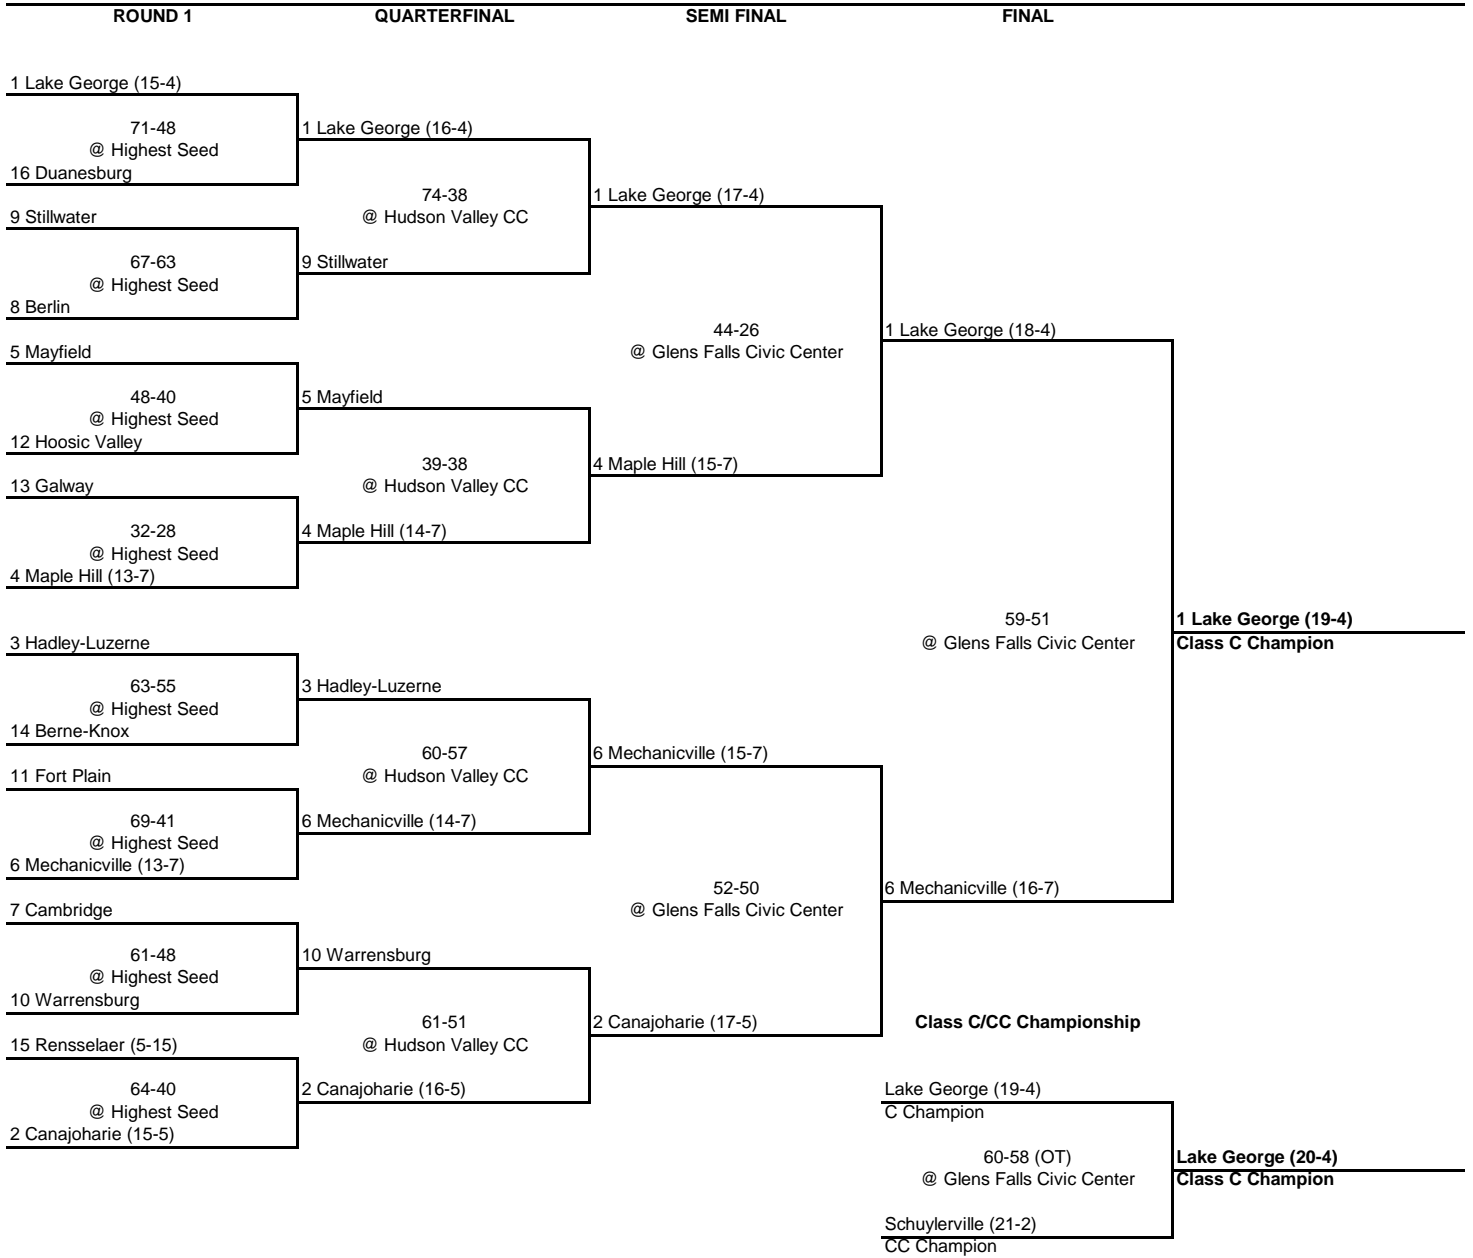 ROUND 1 QUARTERFINAL SEMI FINAL FINAL
1 Lake George (15-4)
71-48
@ Highest Seed
16 Duanesburg
9 Stillwater
67-63
@ Highest Seed
8 Berlin
5 Mayfield
48-40
@ Highest Seed
12 Hoosic Valley
13 Galway
32-28
@ Highest Seed
4 Maple Hill (13-7)
3 Hadley-Luzerne
63-55
@ Highest Seed
14 Berne-Knox
11 Fort Plain
69-41
@ Highest Seed
6 Mechanicville (13-7)
7 Cambridge
61-48
@ Highest Seed
10 Warrensburg
15 Rensselaer (5-15)
64-40
@ Highest Seed
2 Canajoharie (15-5)
1 Lake George (16-4)
74-38
@ Hudson Valley CC
9 Stillwater
5 Mayfield
39-38
@ Hudson Valley CC
4 Maple Hill (14-7)
3 Hadley-Luzerne
60-57
@ Hudson Valley CC
6 Mechanicville (14-7)
10 Warrensburg
61-51
@ Hudson Valley CC
2 Canajoharie (16-5)
1 Lake George (17-4)
44-26
@ Glens Falls Civic Center
4 Maple Hill (15-7)
6 Mechanicville (15-7)
52-50
@ Glens Falls Civic Center
2 Canajoharie (17-5)
1 Lake George (18-4)
59-51
@ Glens Falls Civic Center
6 Mechanicville (16-7)
1 Lake George (19-4)
Class C Champion
Class C/CC Championship
Lake George (19-4)
C Champion
60-58 (OT)
@ Glens Falls Civic Center
Schuylerville (21-2)
CC Champion
Lake George (20-4)
Class C Champion